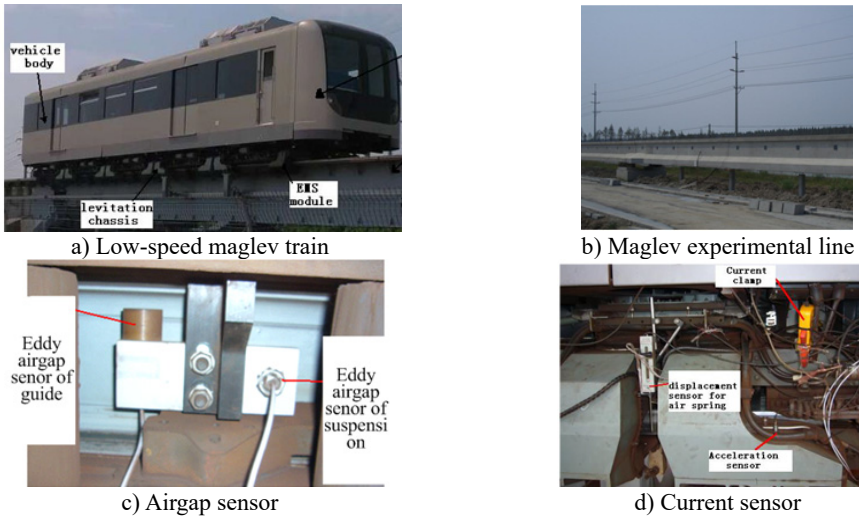 vehicle
body
EMS
module
levitation
chassis
a) Low-speed maglev train
b) Maglev experimental line
Eddy
airgap
senor of
guide
Eddy
airgap
senor of
suspensi
on
c) Airgap sensor
Current
clamp
displacement
sensor for
air spring
Acceleration
sensor
d) Current sensor